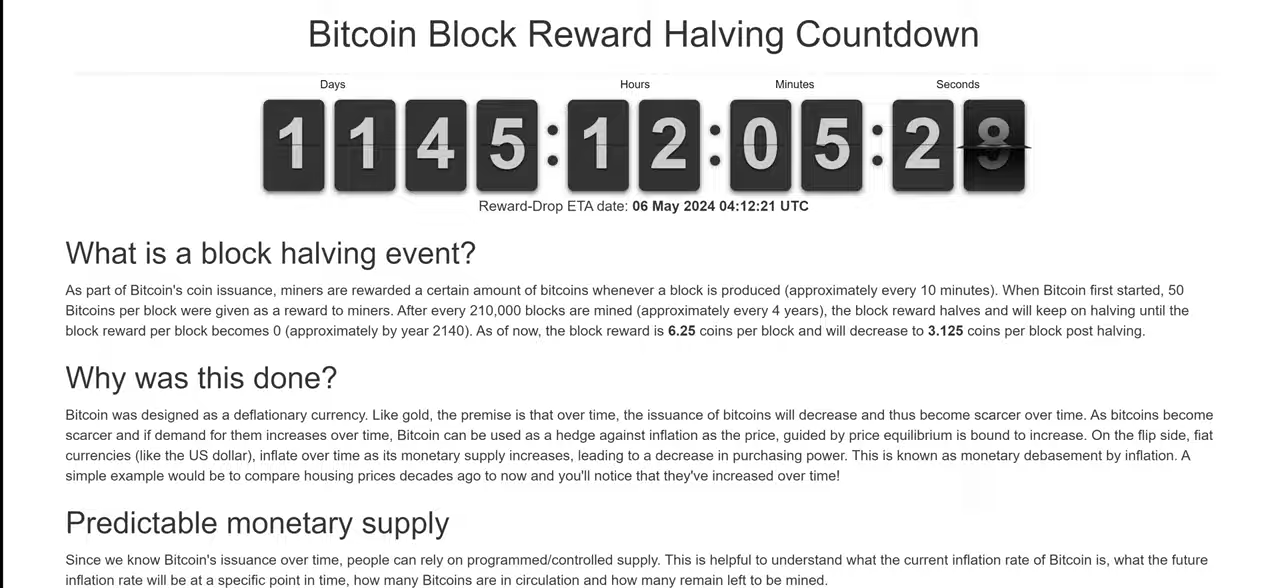 Bitcoin Block Reward Halving Countdown
Days Hours Minutes Seconds
1145:12:05:2
Reward-Drop ETA date: 06 May 2024 04:12:21 UTC
What is a block halving event?
As part of Bitcoin's coin issuance, miners are rewarded a certain amount of bitcoins whenever a block is produced (approximately every 10 minutes). When Bitcoin first started, 50
Bitcoins per block were given as a reward to miners. After every 210,000 blocks are mined (approximately every 4 years), the block reward halves and will keep on halving until the
block reward per block becomes 0 (approximately by year 2140). As of now, the block reward is 6.25 coins per block and will decrease to 3.125 coins per block post halving.
Why was this done?
Bitcoin was designed as a deflationary currency. Like gold, the premise is that over time, the issuance of bitcoins will decrease and thus become scarcer over time. As bitcoins become
scarcer and if demand for them increases over time, Bitcoin can be used as a hedge against inflation as the price, guided by price equilibrium is bound to increase. On the flip side, fiat
currencies (like the US dollar), inflate over time as its monetary supply increases, leading to a decrease in purchasing power. This is known as monetary debasement by inflation. A
simple example would be to compare housing prices decades ago to now and you'll notice that they've increased over time!
Predictable monetary supply
Since we know Bitcoin's issuance over time, people can rely on programmed/controlled supply. This is helpful to understand what the current inflation rate of Bitcoin is, what the future
inflation rate will be at a specific point in time, how many Bitcoins are in circulation and how many remain left to be mined.